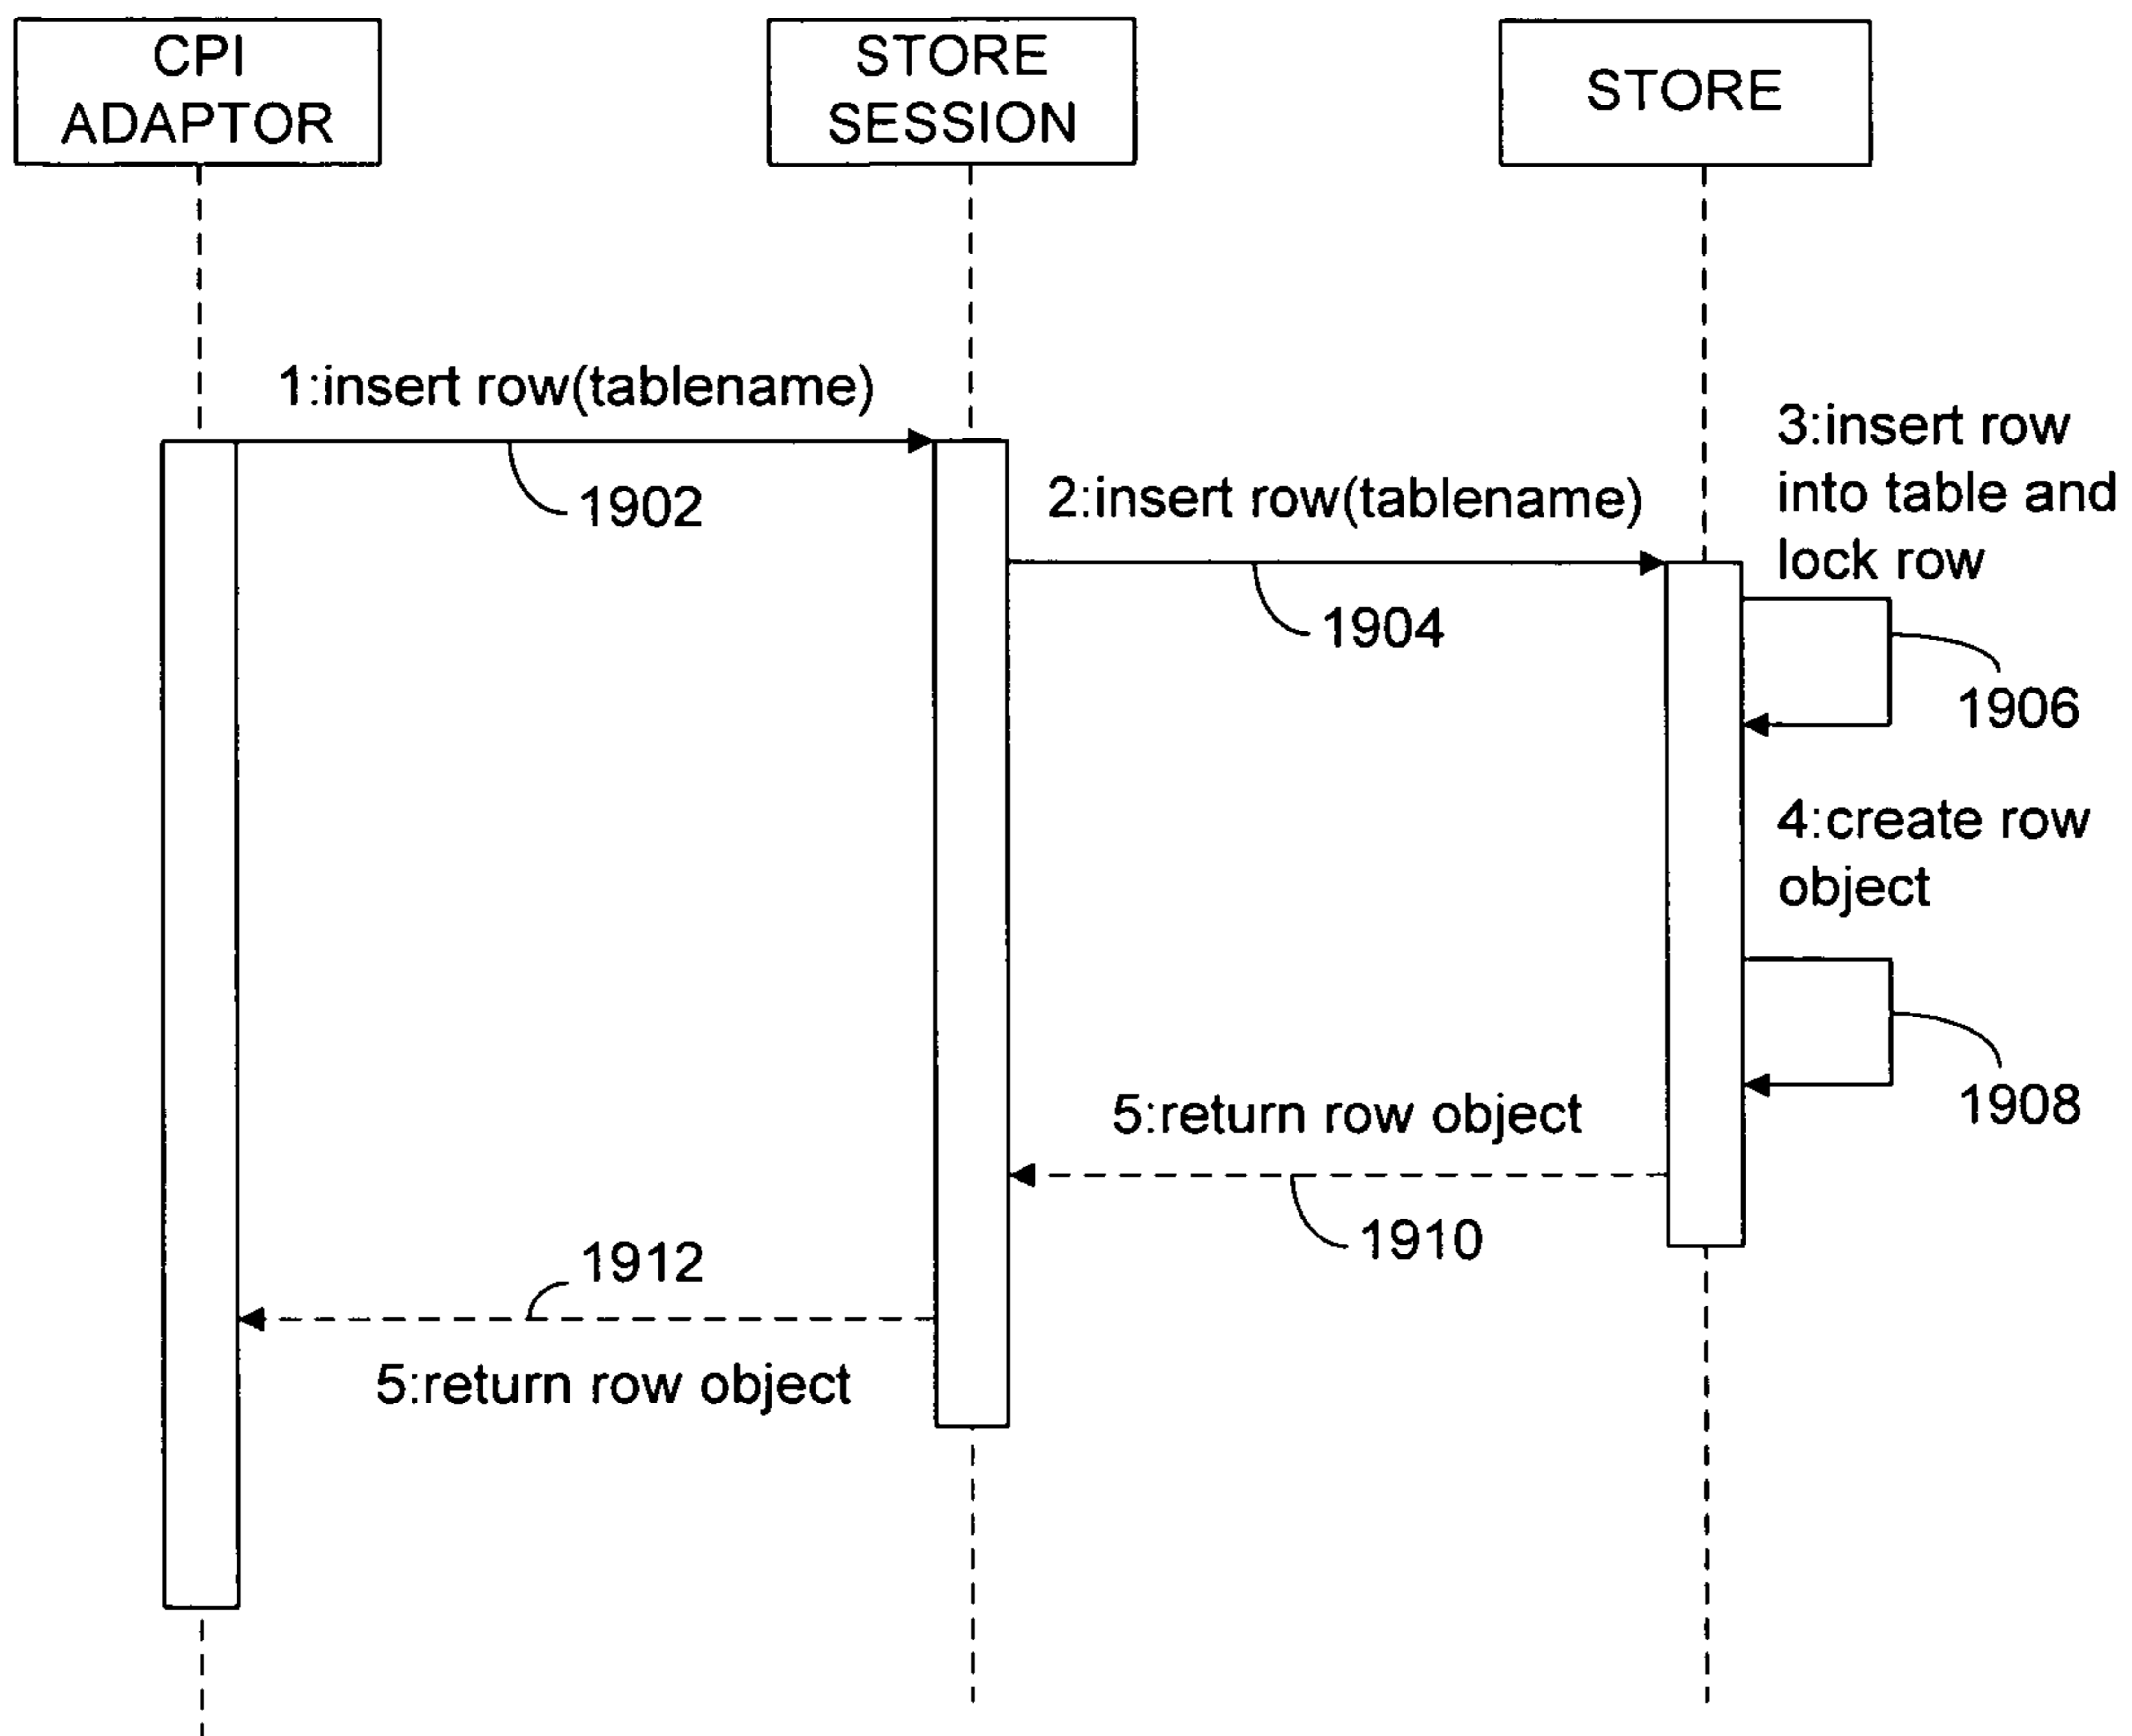 CPI
ADAPTOR
STORE
SESSION
STORE
1:insert row(tablename)
1902
2:insert row(tablename)
1904
3:insert row
into table and
lock row
1906
4:create row
object
1908
5:return row object
1910
1912
5:return row object